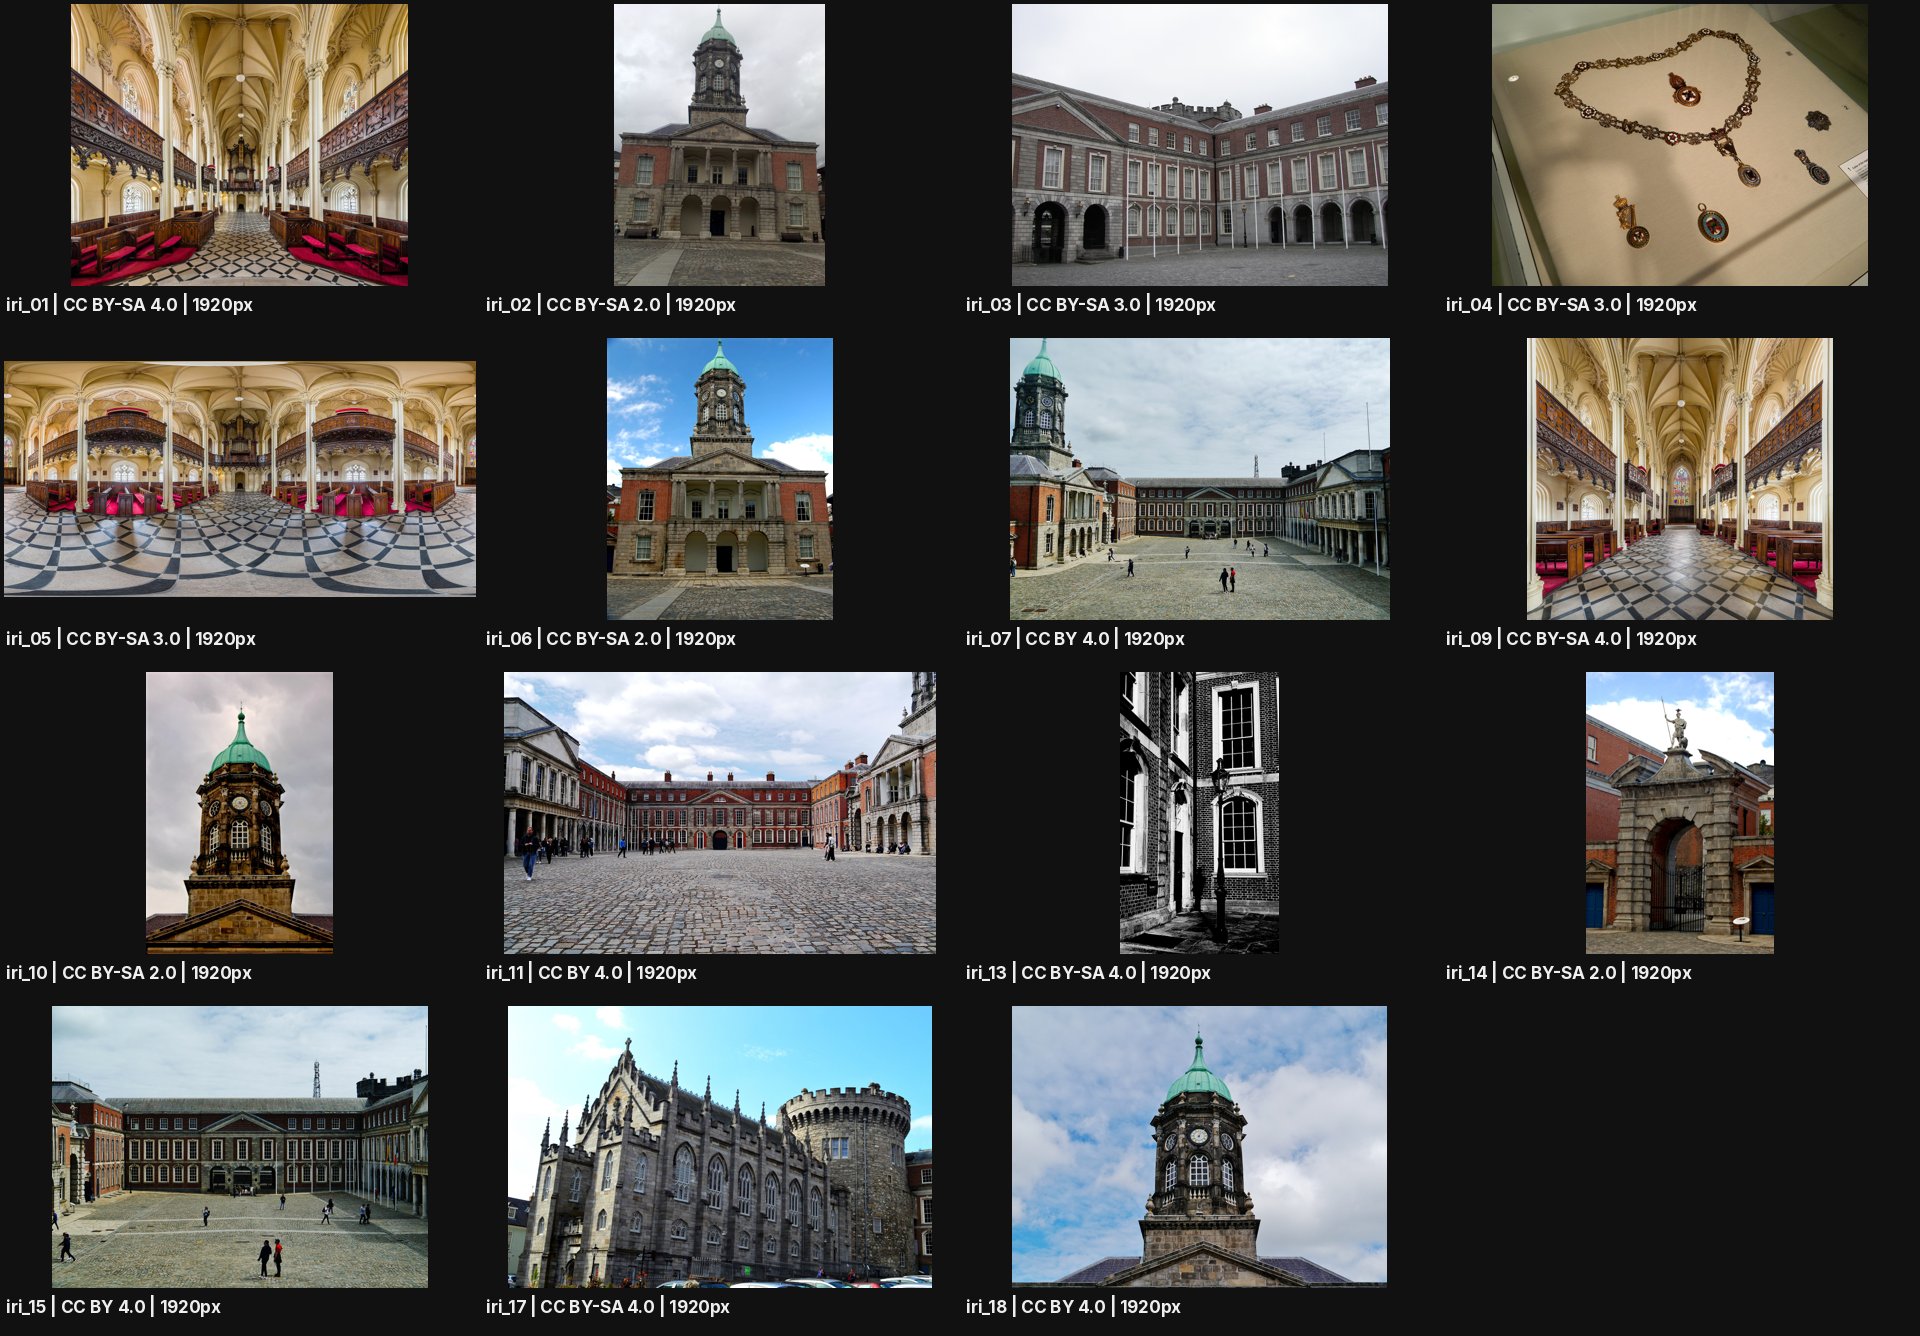 iri_01 | CC BY-SA 4.0 | 1920px
iri_02 | CC BY-SA 2.0 | 1920px
iri_03 | CC BY-SA 3.0 | 1920px
iri_04 | CC BY-SA 3.0 | 1920px
iri_05 | CC BY-SA 3.0 | 1920px
iri_06 | CC BY-SA 2.0 | 1920px
iri_07 | CC BY 4.0 | 1920px
iri_09 | CC BY-SA 4.0 | 1920px
iri_10 | CC BY-SA 2.0 | 1920px
iri_11 | CC BY 4.0 | 1920px
iri_13 | CC BY-SA 4.0 | 1920px
iri_14 | CC BY-SA 2.0 | 1920px
iri_15 | CC BY 4.0 | 1920px
iri_17 | CC BY-SA 4.0 | 1920px
iri_18 | CC BY 4.0 | 1920px